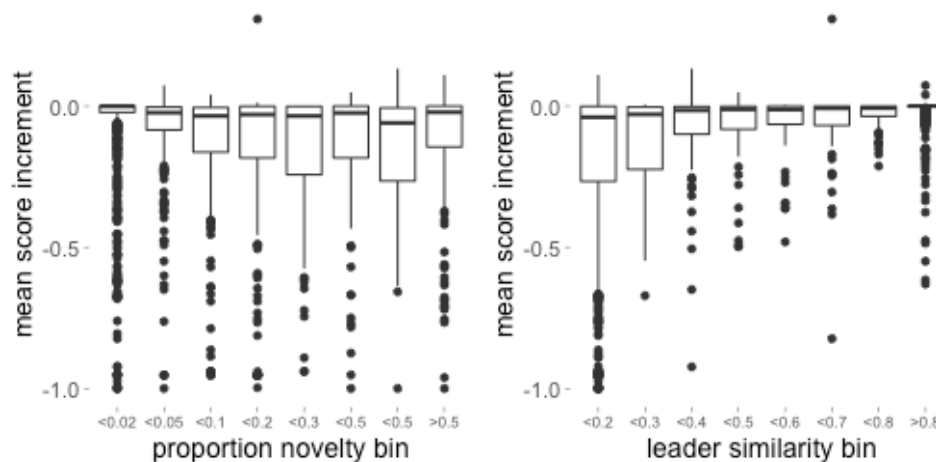 mean score increment
0.0
-0.5
-1.0
<0.02 <0.05 <0.1 <0.2 <0.3 <0.5 <0.5 >0.5
proportion novelty bin
mean score increment
0.0
-0.5
-1.0
<0.2 <0.3 <0.4 <0.5 <0.6 <0.7 <0.8 >0.8
leader similarity bin